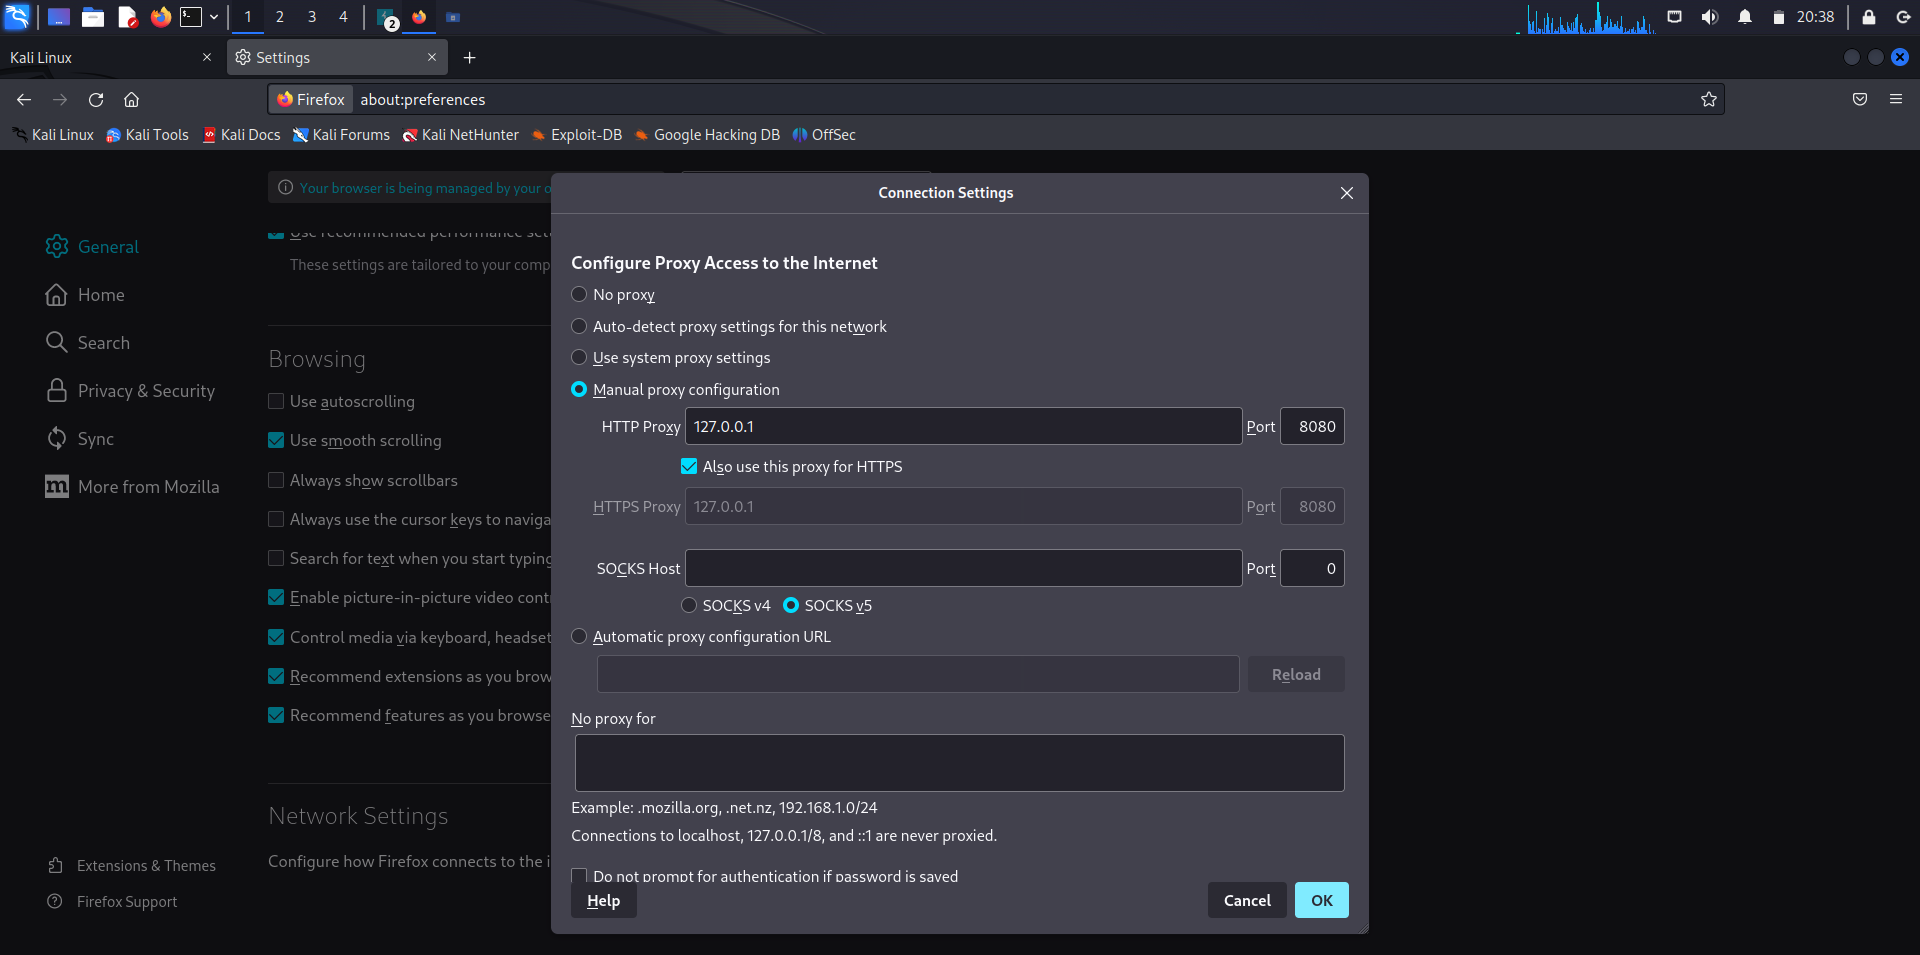 1 2 3 4 2 20:38
Kali Linux Settings
Firefox about:preferences
Kali Linux Kali Tools Kali Docs Kali Forums Kali NetHunter Exploit-DB Google Hacking DB OffSec
Your browser is being managed by your o
General
Home
Search
Privacy & Security
Sync
More from Mozilla
Extensions & Themes
Firefox Support
Use recommended performance set
These settings are tailored to your comp
Browsing
Use autoscrolling
Use smooth scrolling
Always show scrollbars
Always use the cursor keys to naviga
Search for text when you start typing
Enable picture-in-picture video cont
Control media via keyboard, headset
Recommend extensions as you brow
Recommend features as you browse
Network Settings
Configure how Firefox connects to the i
Connection Settings
Configure Proxy Access to the Internet
No proxy
Auto-detect proxy settings for this network
Use system proxy settings
Manual proxy configuration
HTTP Proxy 127.0.0.1 Port 8080
Also use this proxy for HTTPS
HTTPS Proxy 127.0.0.1 Port 8080
SOCKS Host Port 0
SOCKS v4 SOCKS v5
Automatic proxy configuration URL
Reload
No proxy for
Example: .mozilla.org, .net.nz, 192.168.1.0/24
Connections to localhost, 127.0.0.1/8, and ::1 are never proxied.
Do not prompt for authentication if password is saved
Help Cancel OK